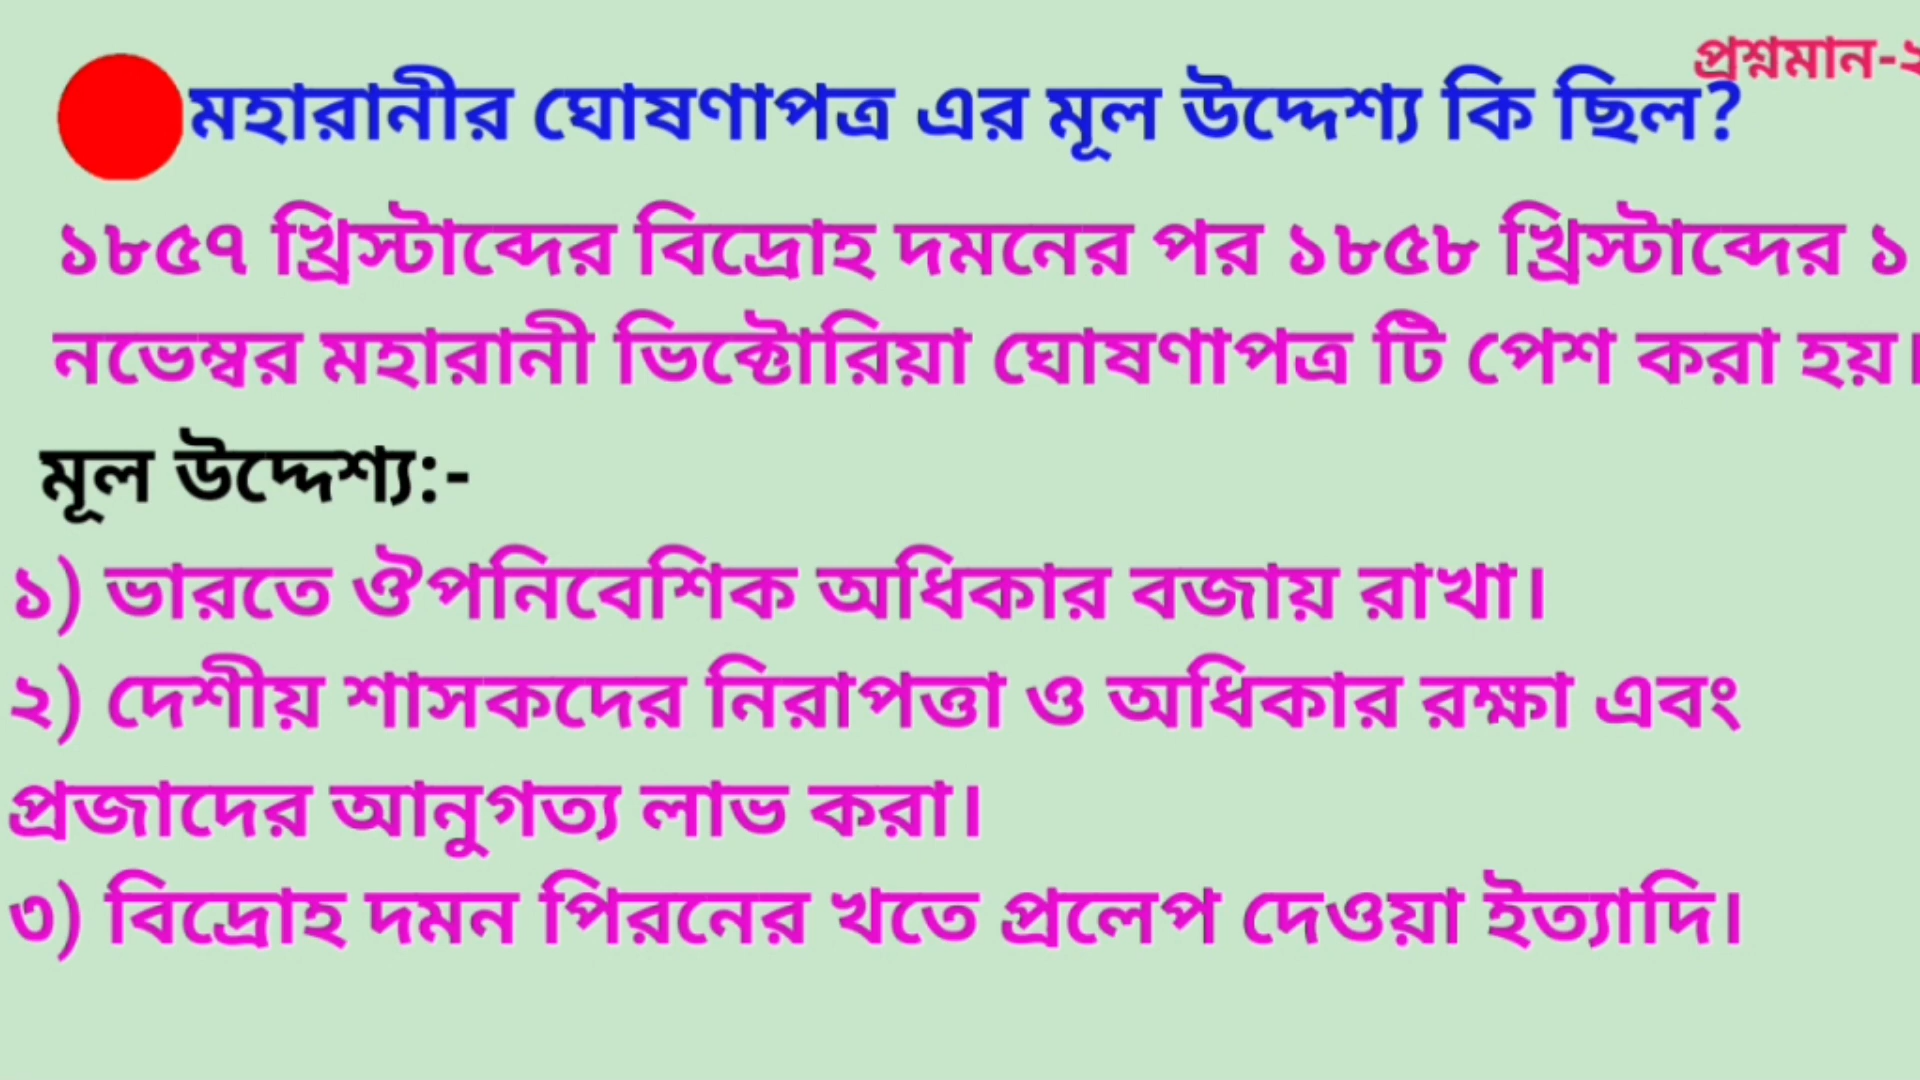 প্রশ্নমান-২
মহারানীর ঘোষণাপত্র এর মূল উদ্দেশ্য কি ছিল?
১৮৫৭ খ্রিস্টাব্দের বিদ্রোহ দমনের পর ১৮৫৮ খ্রিস্টাব্দের ১
নভেম্বর মহারানী ভিক্টোরিয়া ঘোষণাপত্র টি পেশ করা হয়।
মূল উদ্দেশ্য:-
১) ভারতে ঔপনিবেশিক অধিকার বজায় রাখা।
২) দেশীয় শাসকদের নিরাপত্তা ও অধিকার রক্ষা এবং
প্রজাদের আনুগত্য লাভ করা।
৩) বিদ্রোহ দমন পিরনের খতে প্রলেপ দেওয়া ইত্যাদি।